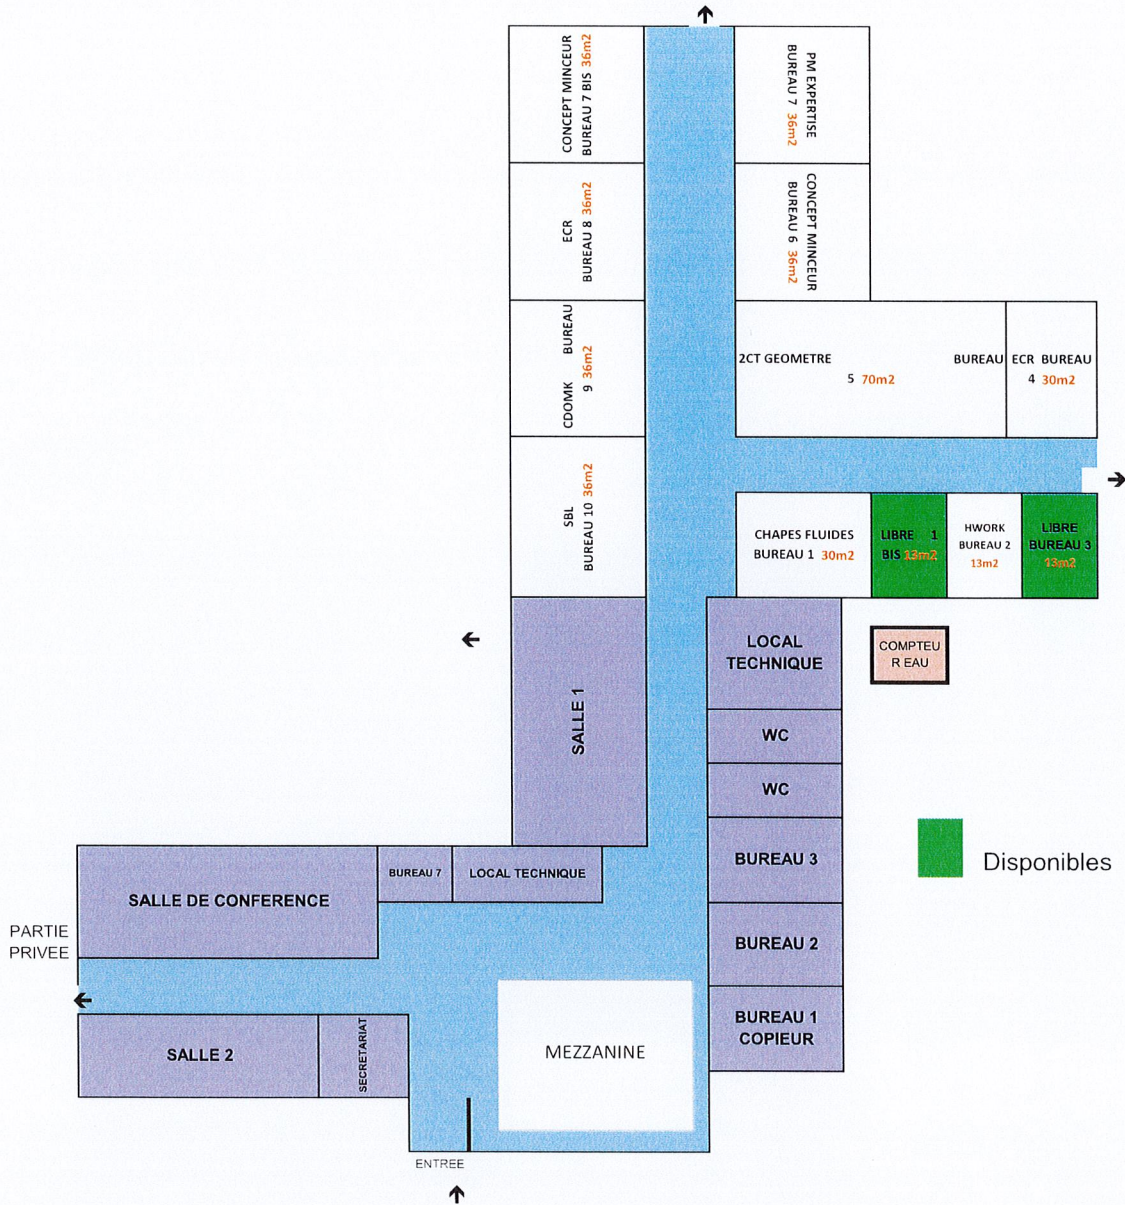 CONCEPT MINCEUR
BUREAU 7 BIS 36m2
PM EXPERTISE
BUREAU 7 36m2
ECR
BUREAU 8 36m2
CONCEPT MINCEUR
BUREAU 6 36m2
CDOMK BUREAU
9 36m2
2CT GEOMETRE BUREAU
5 70m2
ECR BUREAU
4 30m2
SBL
BUREAU 10 36m2
CHAPES FLUIDES
BUREAU 1 30m2
LIBRE 1
BIS 13m2
HWORK
BUREAU 2
13m2
LIBRE
BUREAU 3
13m2
SALLE 1
LOCAL
TECHNIQUE
COMPTEU
R EAU
WC
WC
BUREAU 3
Disponibles
SALLE DE CONFERENCE
BUREAU 7
LOCAL TECHNIQUE
PARTIE
PRIVEE
BUREAU 2
BUREAU 1
COPIEUR
SALLE 2
SECRETARIAT
MEZZANINE
ENTREE